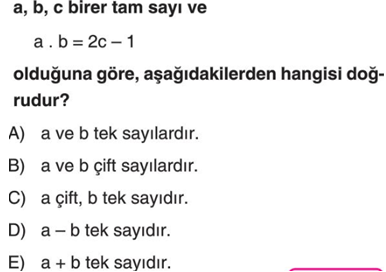 a, b, c birer tam sayı ve
a . b = 2c – 1
olduğuna göre, aşağıdakilerden hangisi doğ-
rudur?
A) a ve b tek sayılardır.
B) a ve b çift sayılardır.
C) a çift, b tek sayıdır.
D) a – b tek sayıdır.
E) a + b tek sayıdır.